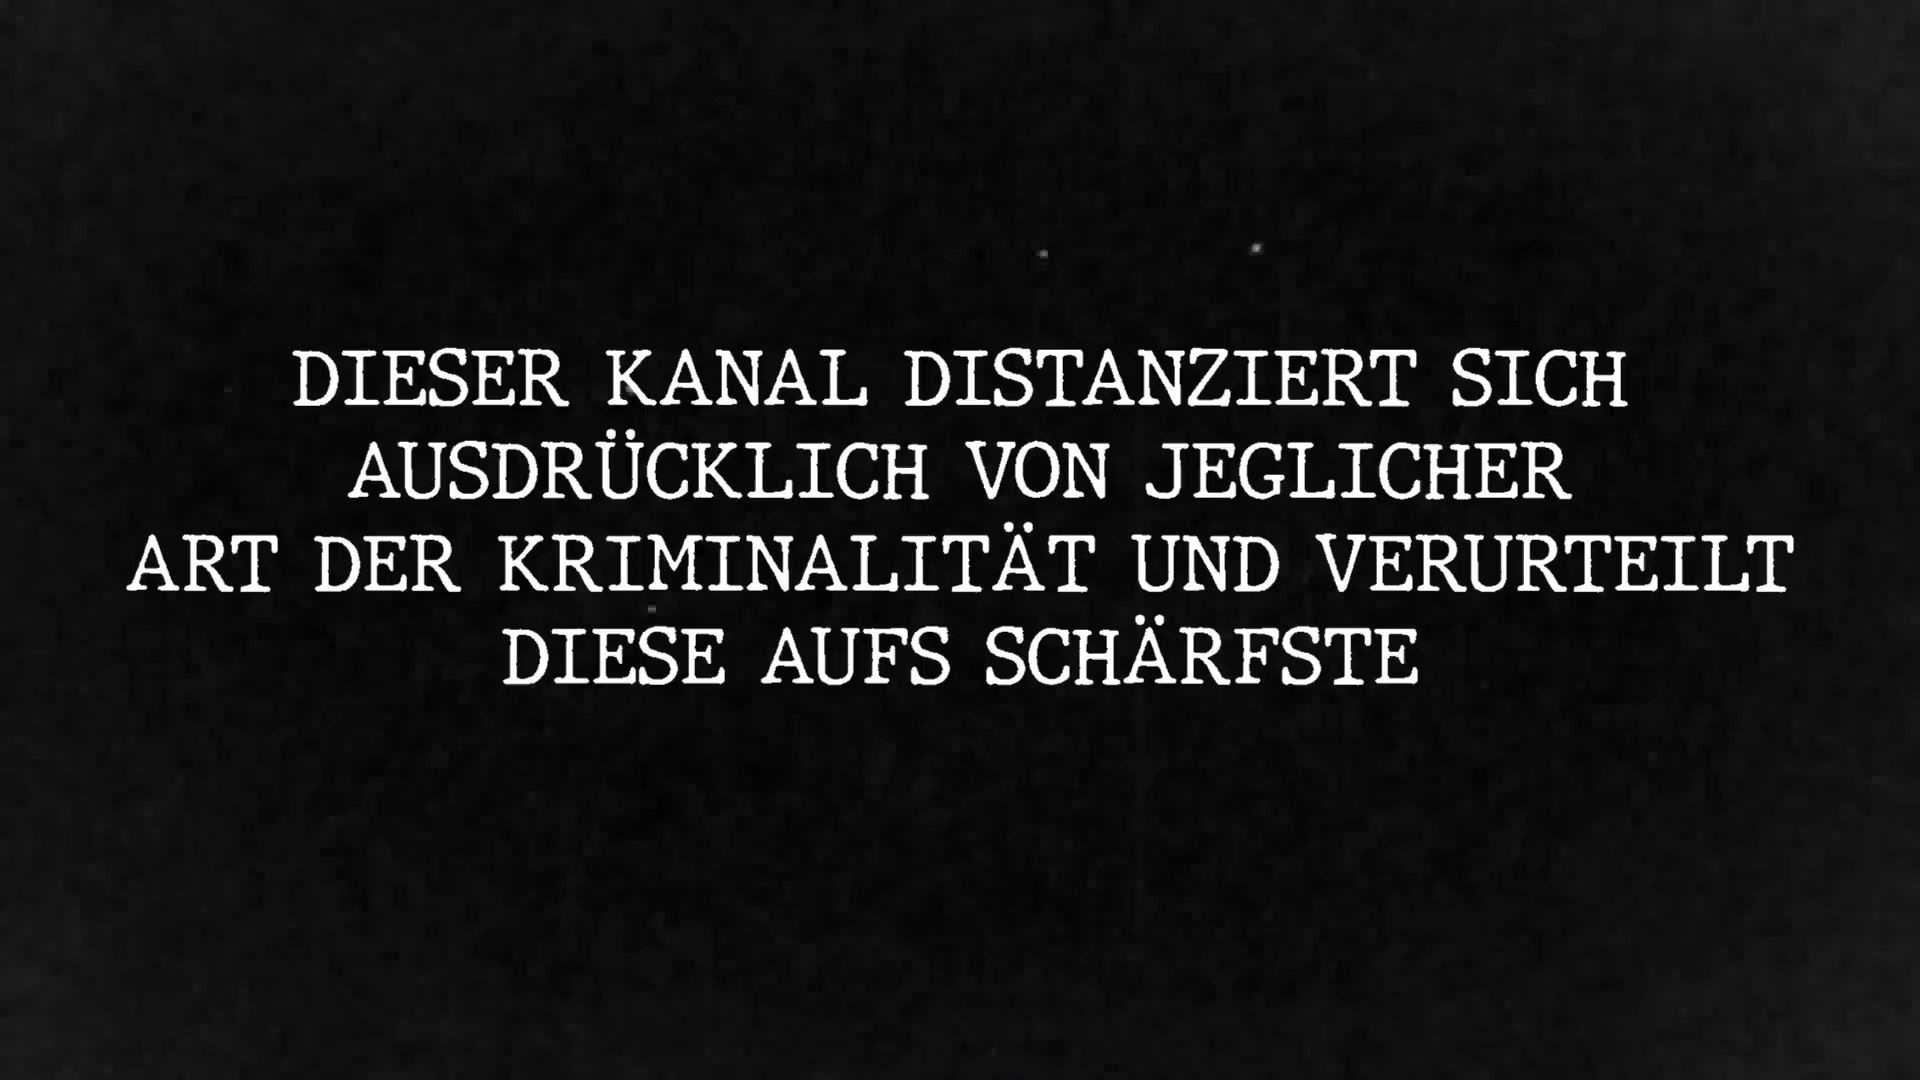 DIESER KANAL DISTANZIERT SICH
AUSDRÜCKLICH VON JEGLICHER
ART DER KRIMINALITÄT UND VERURTEILT
DIESE AUFS SCHÄRFSTE